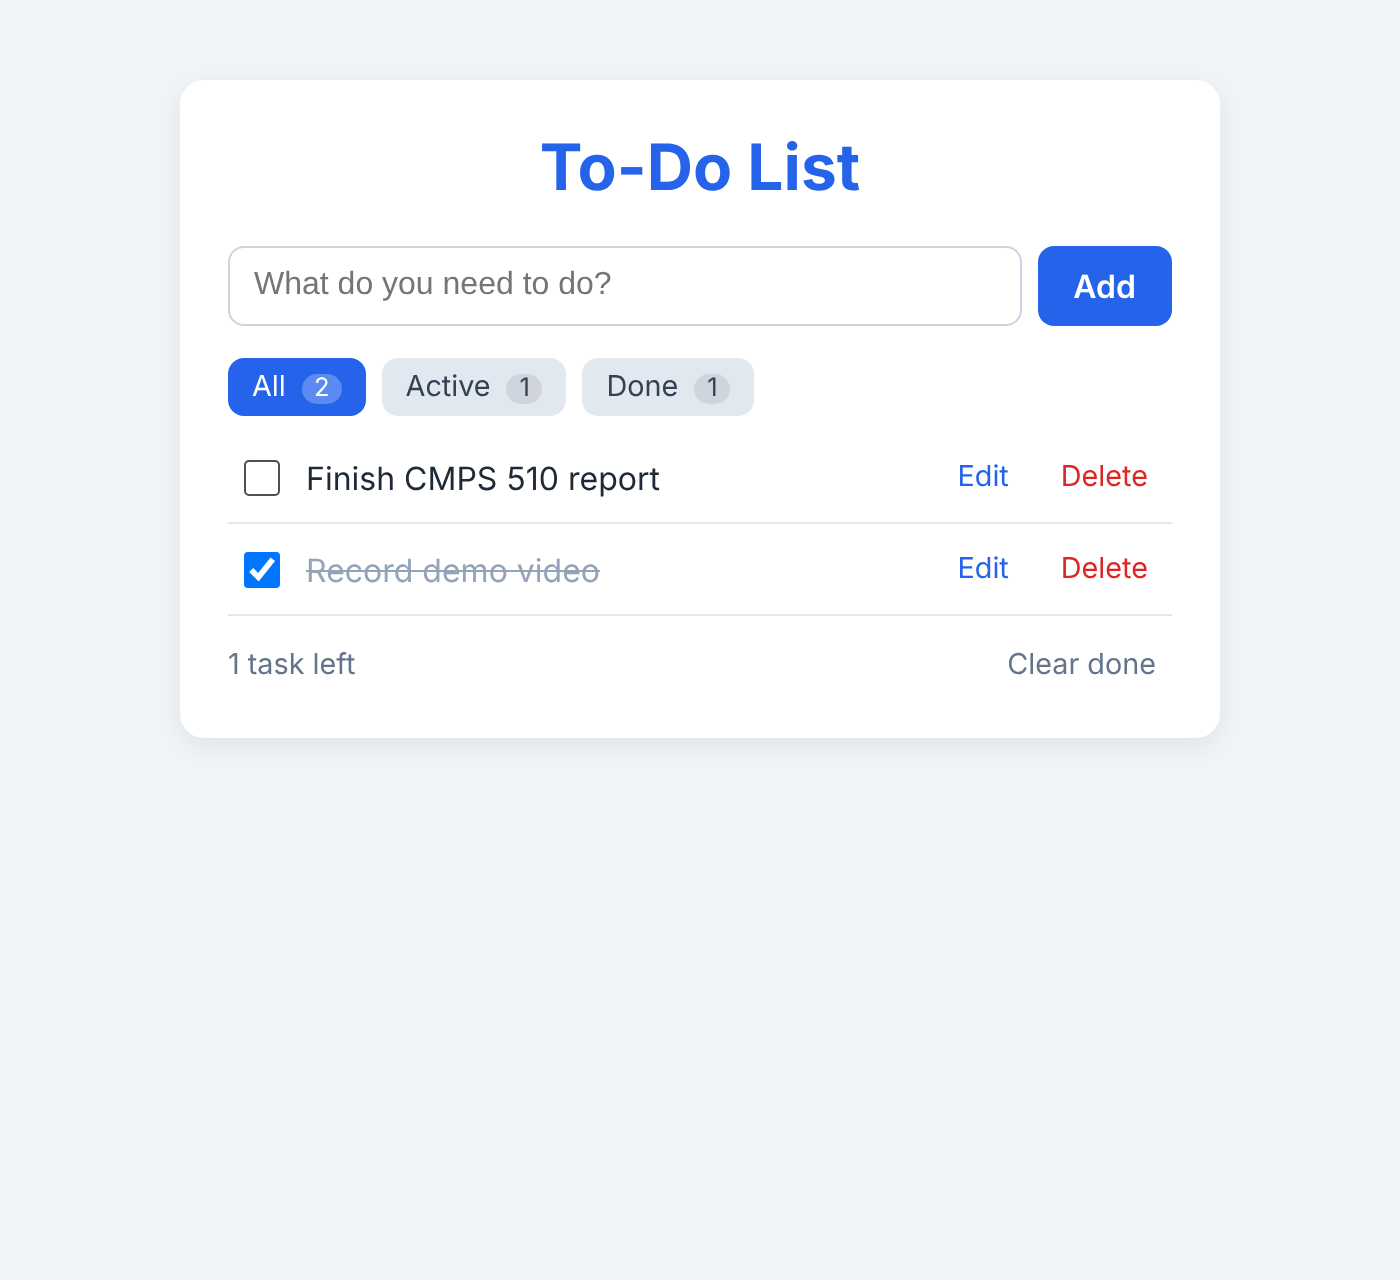 To-Do List
What do you need to do? Add
All 2 Active 1 Done 1
Finish CMPS 510 report Edit Delete
Record demo video Edit Delete
1 task left Clear done